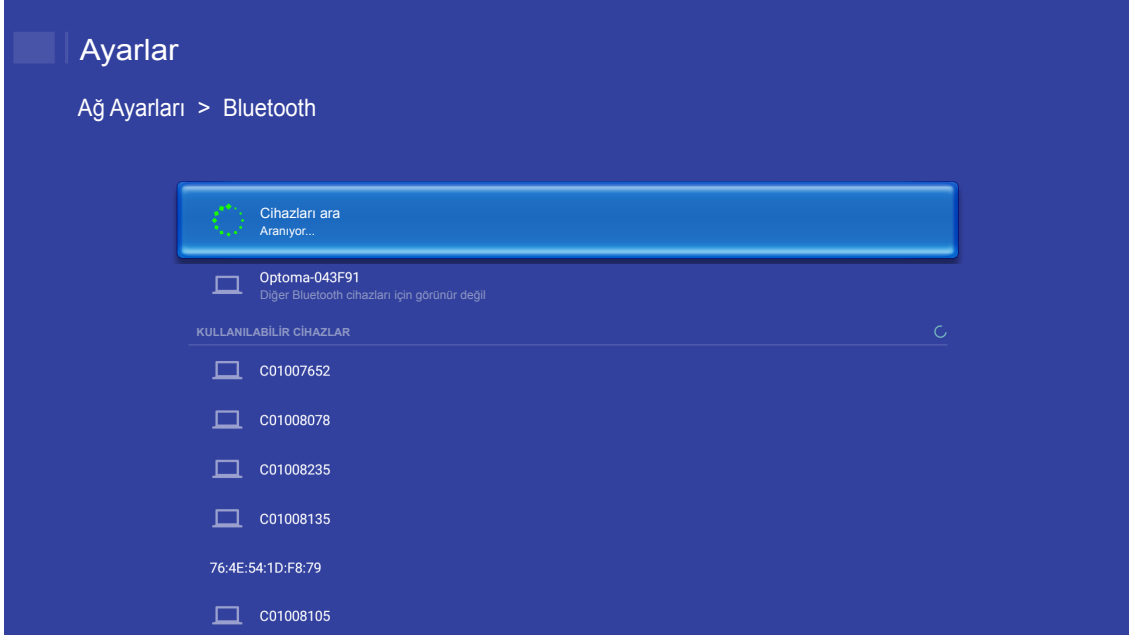 Ayarlar
Ağ Ayarları > Bluetooth
Cihazları ara
Aranıyor...
Optoma-043F91
Diğer Bluetooth cihazları için görünür değil
KULLANILABİLİR CİHAZLAR
C01007652
C01008078
C01008235
C01008135
76:4E:54:1D:F8:79
C01008105